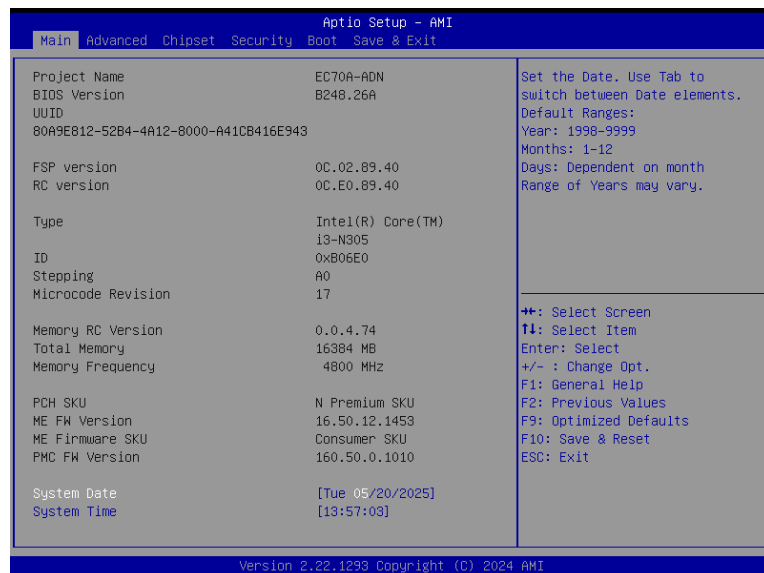 Aptio Setup - AMI
Main Advanced Chipset Security Boot Save & Exit
Project Name EC70A-ADN
BIOS Version B248.26A
UUID
80A9E812-52B4-4A12-8000-A41CB416E943
FSP version 0C.02.89.40
RC version 0C.E0.89.40
Type Intel(R) Core(TM)
i3-N305
ID 0xB06E0
Stepping A0
Microcode Revision 17
Memory RC Version 0.0.4.74
Total Memory 16384 MB
Memory Frequency 4800 MHz
PCH SKU N Premium SKU
ME FW Version 16.50.12.1453
ME Firmware SKU Consumer SKU
PMC FW Version 160.50.0.1010
System Date [Tue 05/20/2025]
System Time [13:57:03]
Set the Date. Use Tab to
switch between Date elements.
Default Ranges:
Year: 1998-9999
Months: 1-12
Days: Dependent on month
Range of Years may vary.
→←: Select Screen
↑↓: Select Item
Enter: Select
+/- : Change Opt.
F1: General Help
F2: Previous Values
F9: Optimized Defaults
F10: Save & Reset
ESC: Exit
Version 2.22.1293 Copyright (C) 2024 AMI